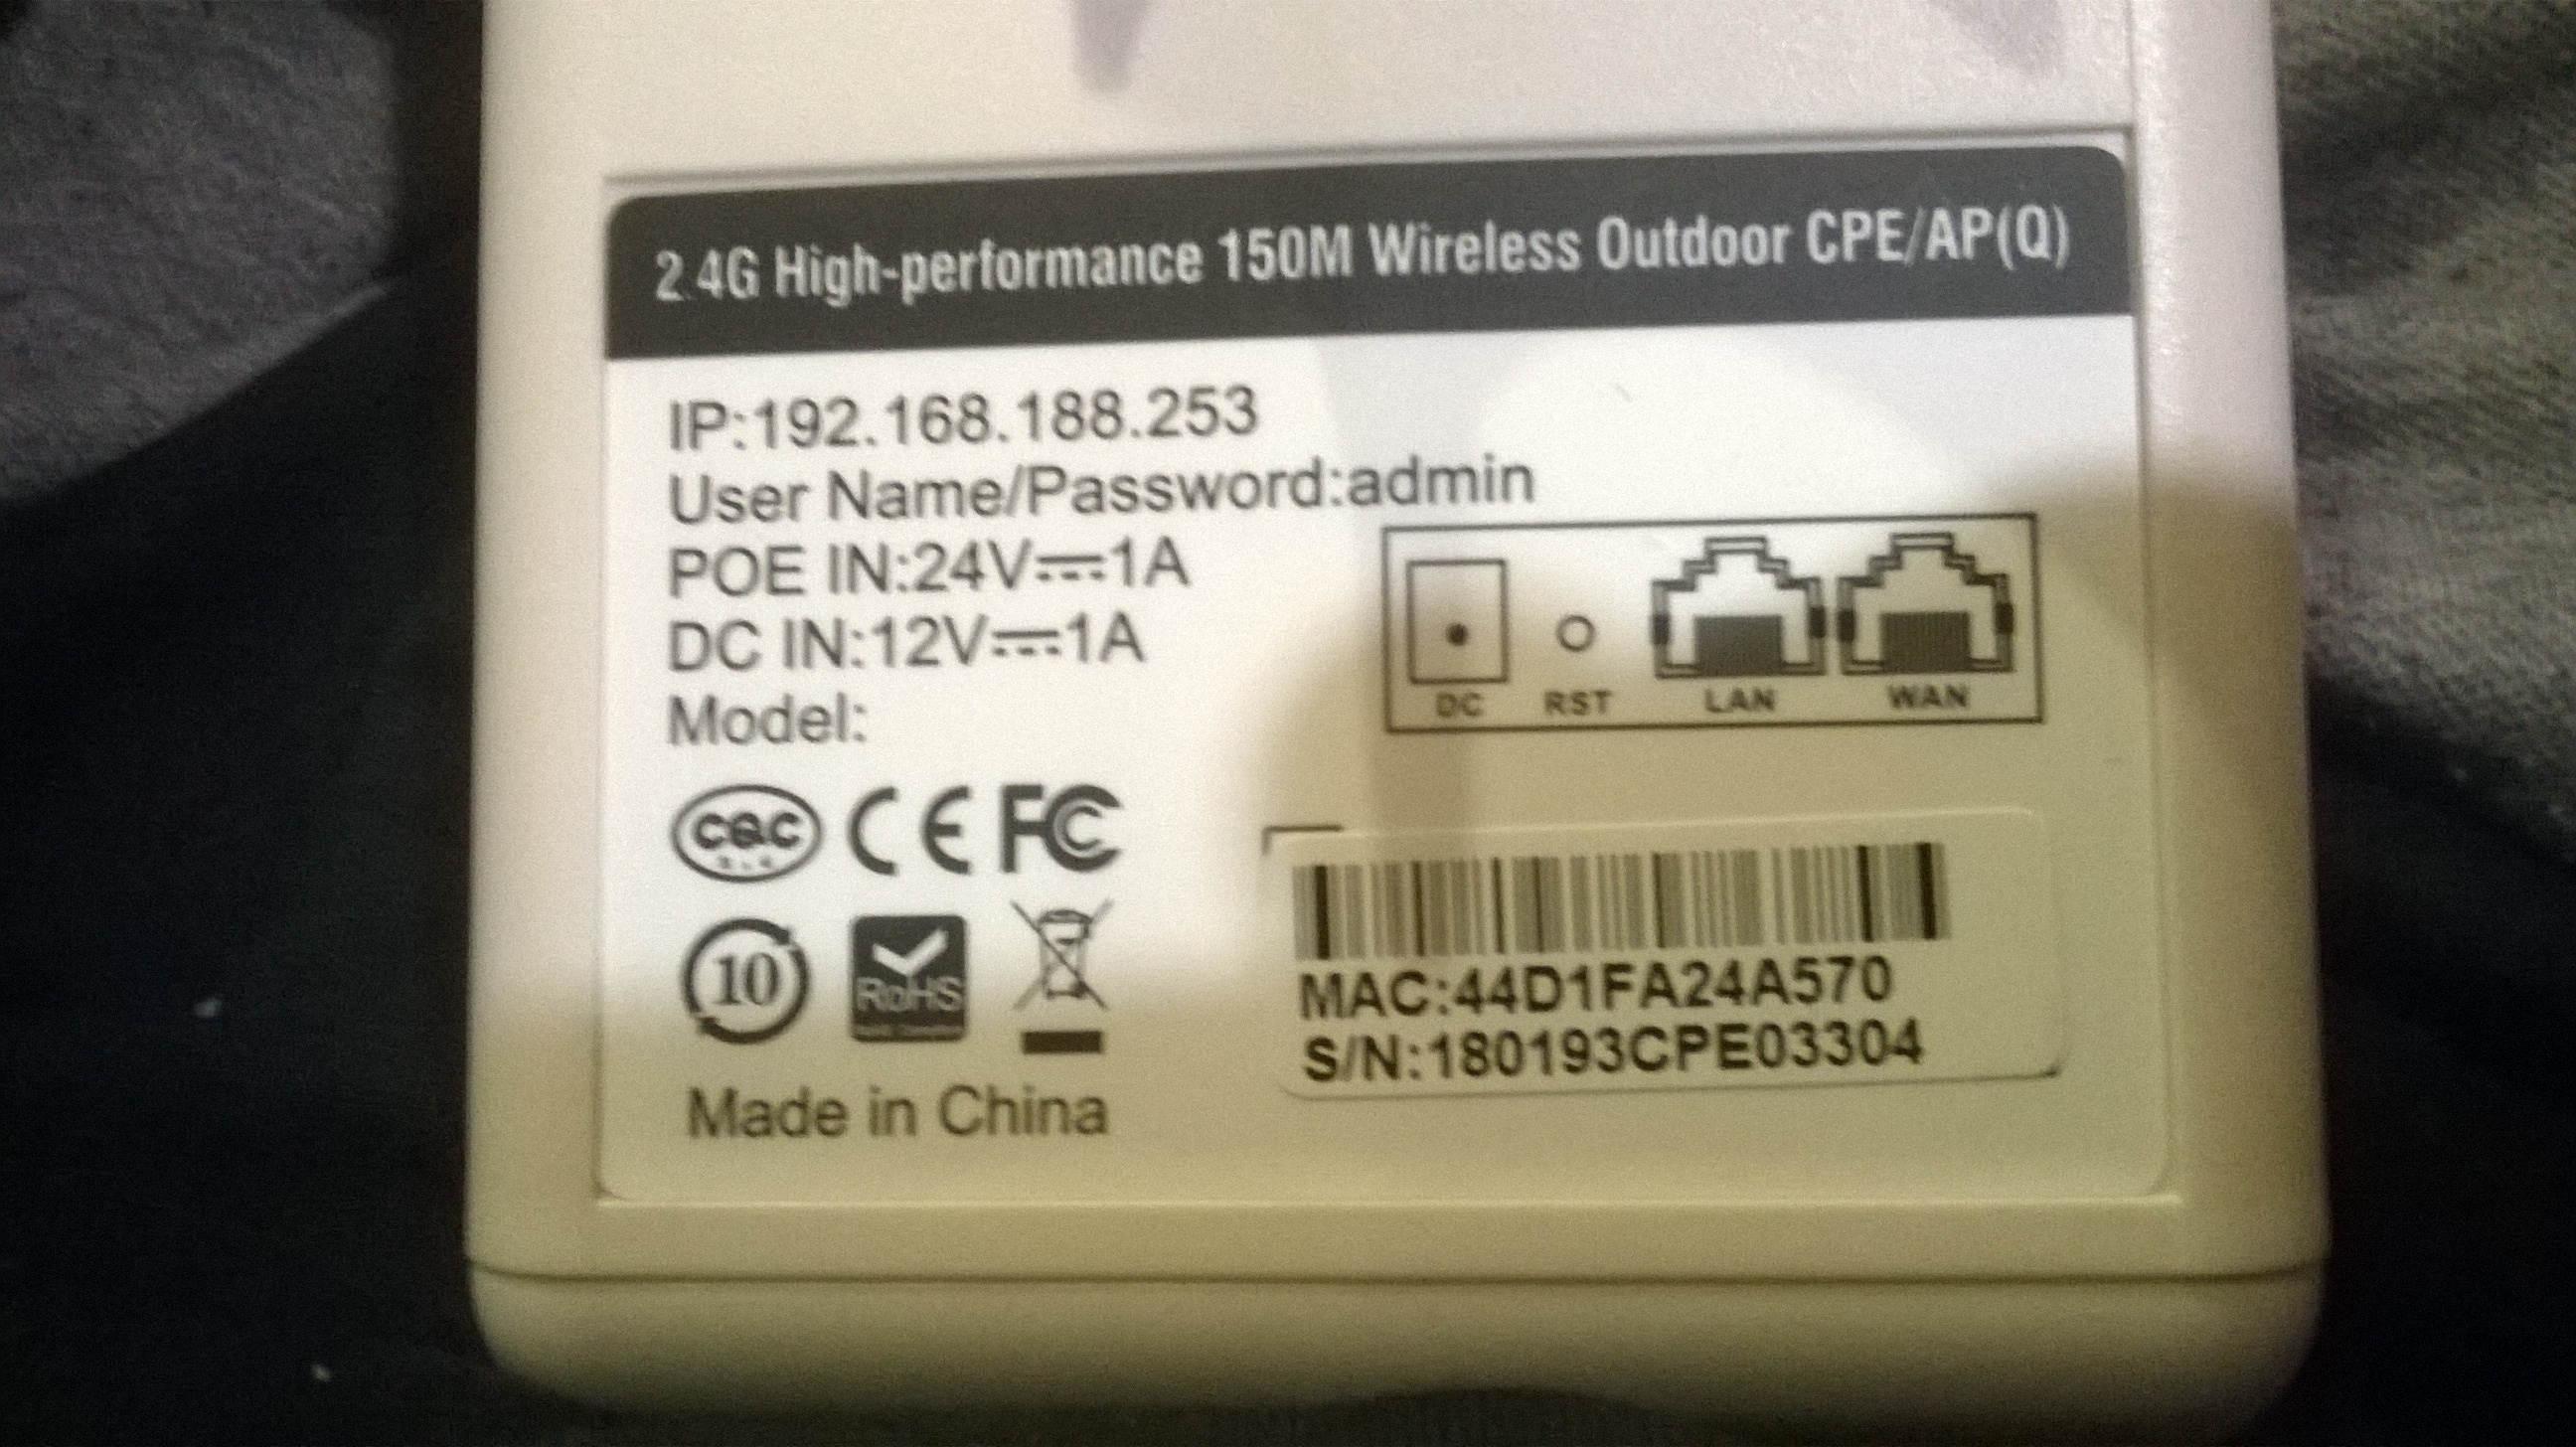 2.4G High-performance 150M Wireless Outdoor CPE/AP(Q)
IP:192.168.188.253
User Name/Password:admin
POE IN:24V⎓1A
DC IN:12V⎓1A
Model:
DC RST LAN WAN
CQC CE FC
10 RoHS
MAC:44D1FA24A570
S/N:180193CPE03304
Made in China